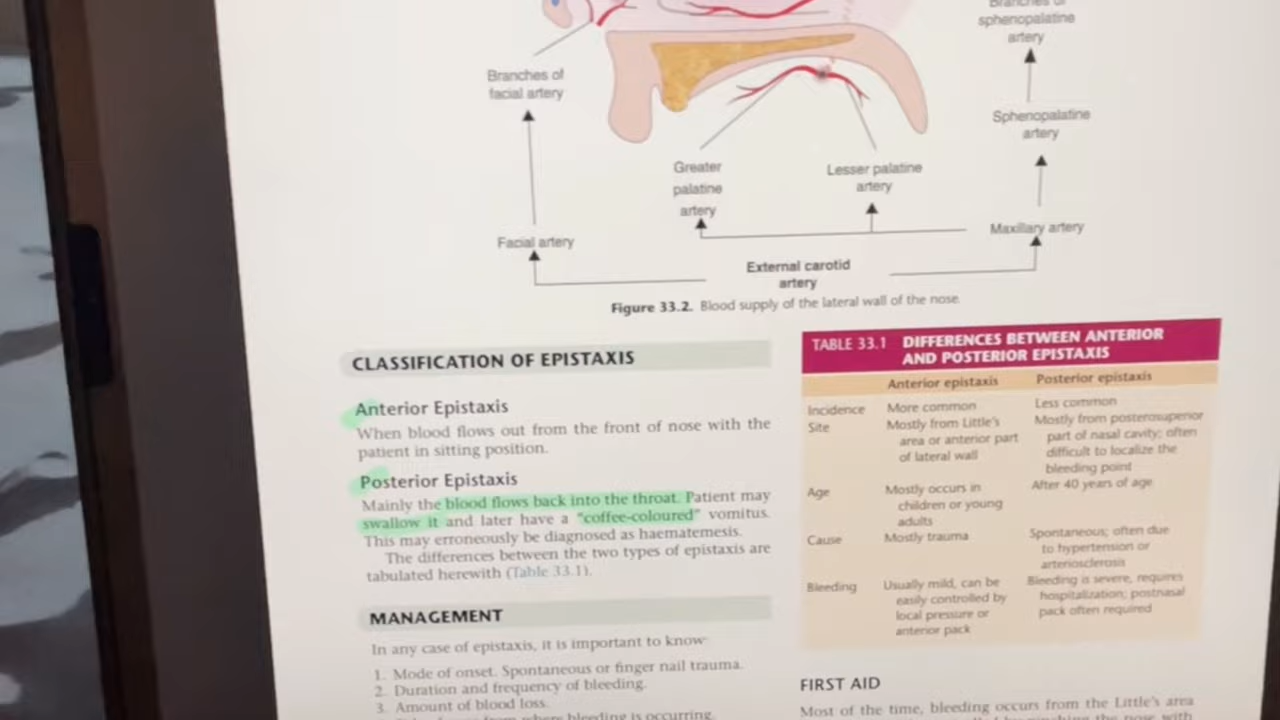 Branches of
sphenopalatine
artery
Branches of
facial artery
Sphenopalatine
artery
Greater
palatine
artery
Lesser palatine
artery
Facial artery
Maxillary artery
External carotid
artery
Figure 33.2. Blood supply of the lateral wall of the nose.
CLASSIFICATION OF EPISTAXIS
Anterior Epistaxis
When blood flows out from the front of nose with the
patient in sitting position.
Posterior Epistaxis
Mainly the blood flows back into the throat. Patient may
swallow it and later have a “coffee-coloured” vomitus.
This may erroneously be diagnosed as haematemesis.
The differences between the two types of epistaxis are
tabulated herewith (Table 33.1).
MANAGEMENT
In any case of epistaxis, it is important to know:
1. Mode of onset. Spontaneous or finger nail trauma.
2. Duration and frequency of bleeding.
3. Amount of blood loss.
from where bleeding is occurring.
TABLE 33.1 DIFFERENCES BETWEEN ANTERIOR
AND POSTERIOR EPISTAXIS
Anterior epistaxis Posterior epistaxis
Incidence More common Less common
Site Mostly from Little's Mostly from posterosuperior
area or anterior part part of nasal cavity; often
of lateral wall difficult to localize the
bleeding point
Age Mostly occurs in After 40 years of age
children or young
adults
Cause Mostly trauma Spontaneous; often due
to hypertension or
arteriosclerosis
Bleeding Usually mild, can be Bleeding is severe, requires
easily controlled by hospitalization; postnasal
local pressure or pack often required
anterior pack
FIRST AID
Most of the time, bleeding occurs from the Little's area
the nose with